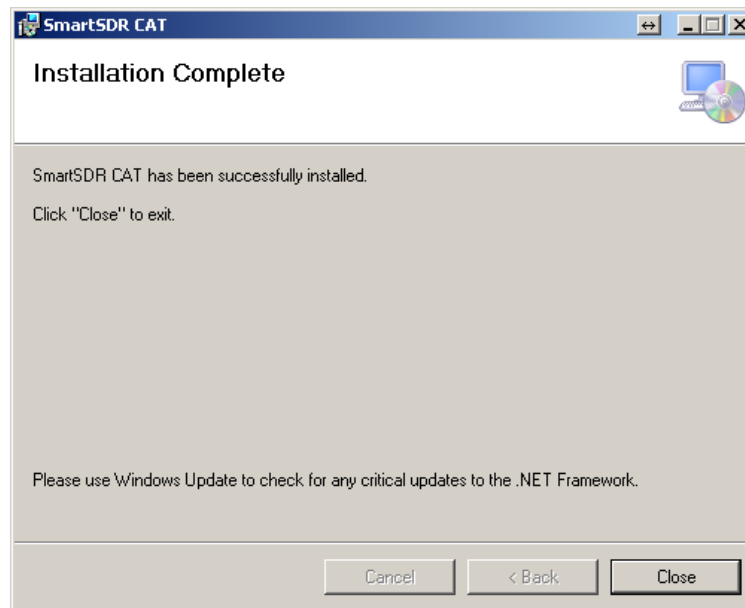 SmartSDR CAT
Installation Complete
SmartSDR CAT has been successfully installed.
Click "Close" to exit.
Please use Windows Update to check for any critical updates to the .NET Framework.
Cancel
< Back
Close